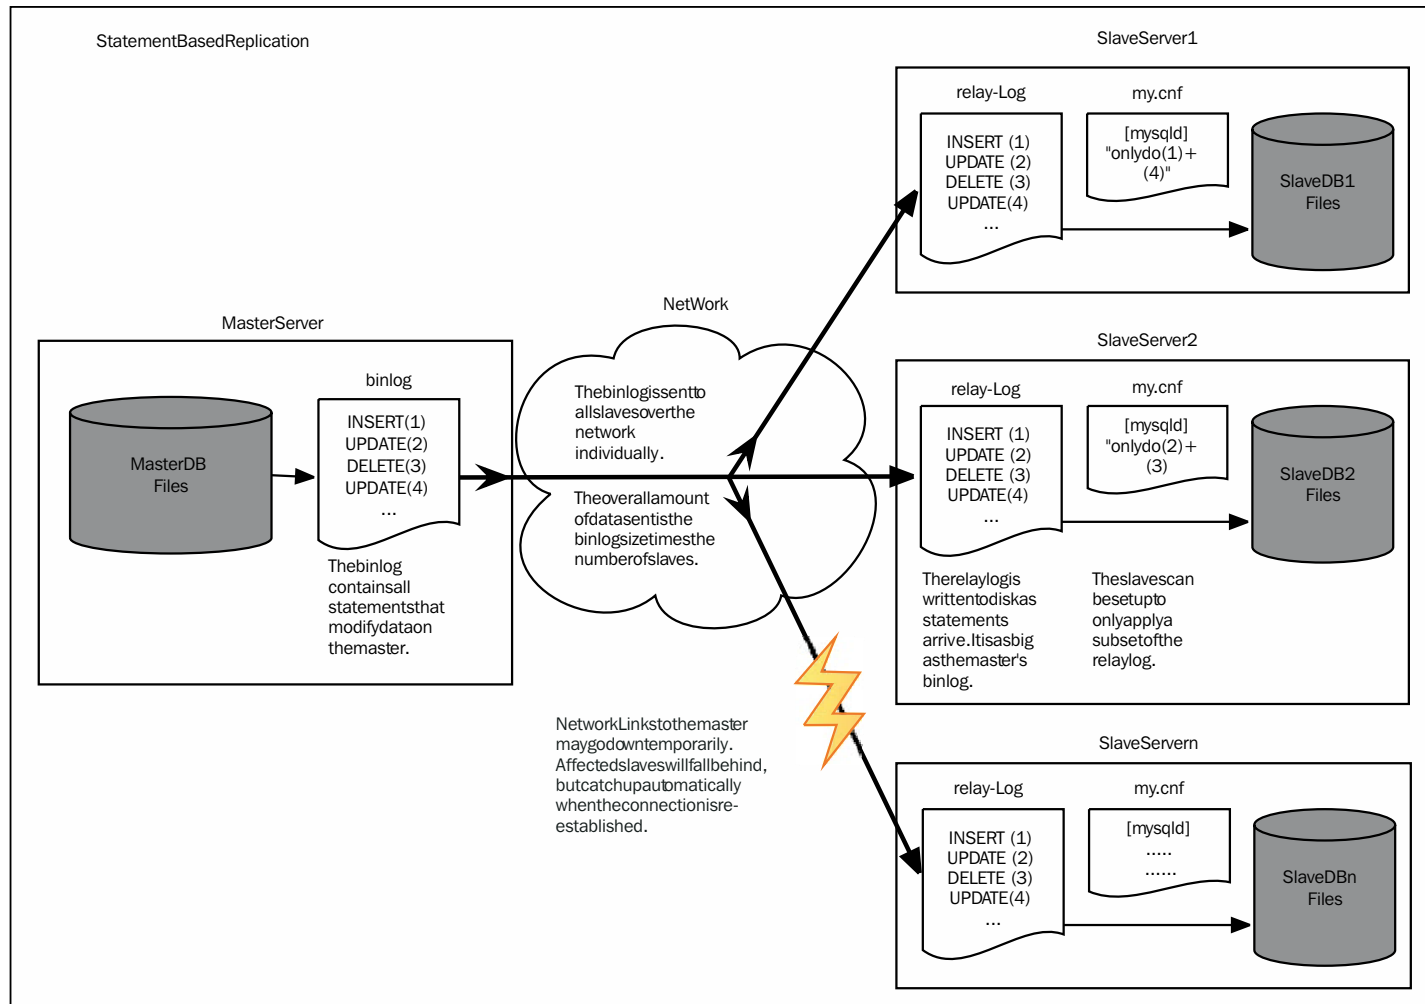 StatementBasedReplication
SlaveServer1
relay-Log
my.cnf
INSERT (1)
UPDATE (2)
DELETE (3)
UPDATE(4)
...
[mysqld]
"onlydo(1)+
(4)"
SlaveDB1
Files
NetWork
MasterServer
binlog
MasterDB
Files
INSERT(1)
UPDATE(2)
DELETE(3)
UPDATE(4)
...
Thebinlog
containsall
statementsthat
modifydataon
themaster.
Thebinlogissentto
allslavesoverthe
network
individually.
Theoverallamount
ofdatasentisthe
binlogsizetimesthe
numberofslaves.
SlaveServer2
relay-Log
my.cnf
INSERT (1)
UPDATE (2)
DELETE (3)
UPDATE(4)
...
[mysqld]
"onlydo(2)+
(3)
SlaveDB2
Files
Therelaylogis
writtentodiskas
statements
arrive.Itisasbig
asthemaster's
binlog.
Theslavescan
besetupto
onlyapplya
subsetofthe
relaylog.
NetworkLinkstothemaster
maygodowntemporarily.
Affectedslaveswillfallbehind,
butcatchupautomatically
whentheconnectionisre-
established.
SlaveServern
relay-Log
my.cnf
INSERT (1)
UPDATE (2)
DELETE (3)
UPDATE(4)
...
[mysqld]
.....
......
SlaveDBn
Files